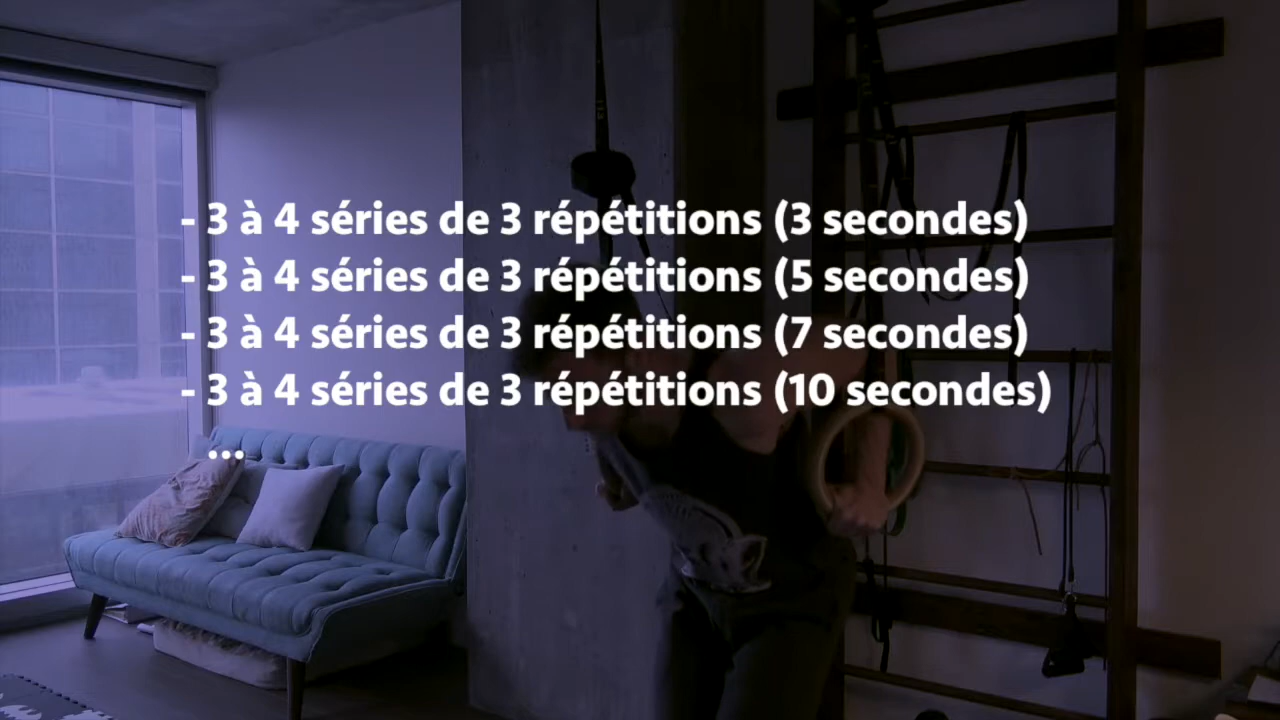 - 3 à 4 séries de 3 répétitions (3 secondes)
- 3 à 4 séries de 3 répétitions (5 secondes)
- 3 à 4 séries de 3 répétitions (7 secondes)
- 3 à 4 séries de 3 répétitions (10 secondes)
...